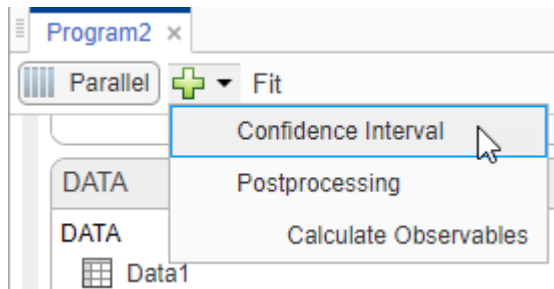 Program2 ×
Parallel Fit
Confidence Interval
DATA Postprocessing
DATA Calculate Observables
Data1